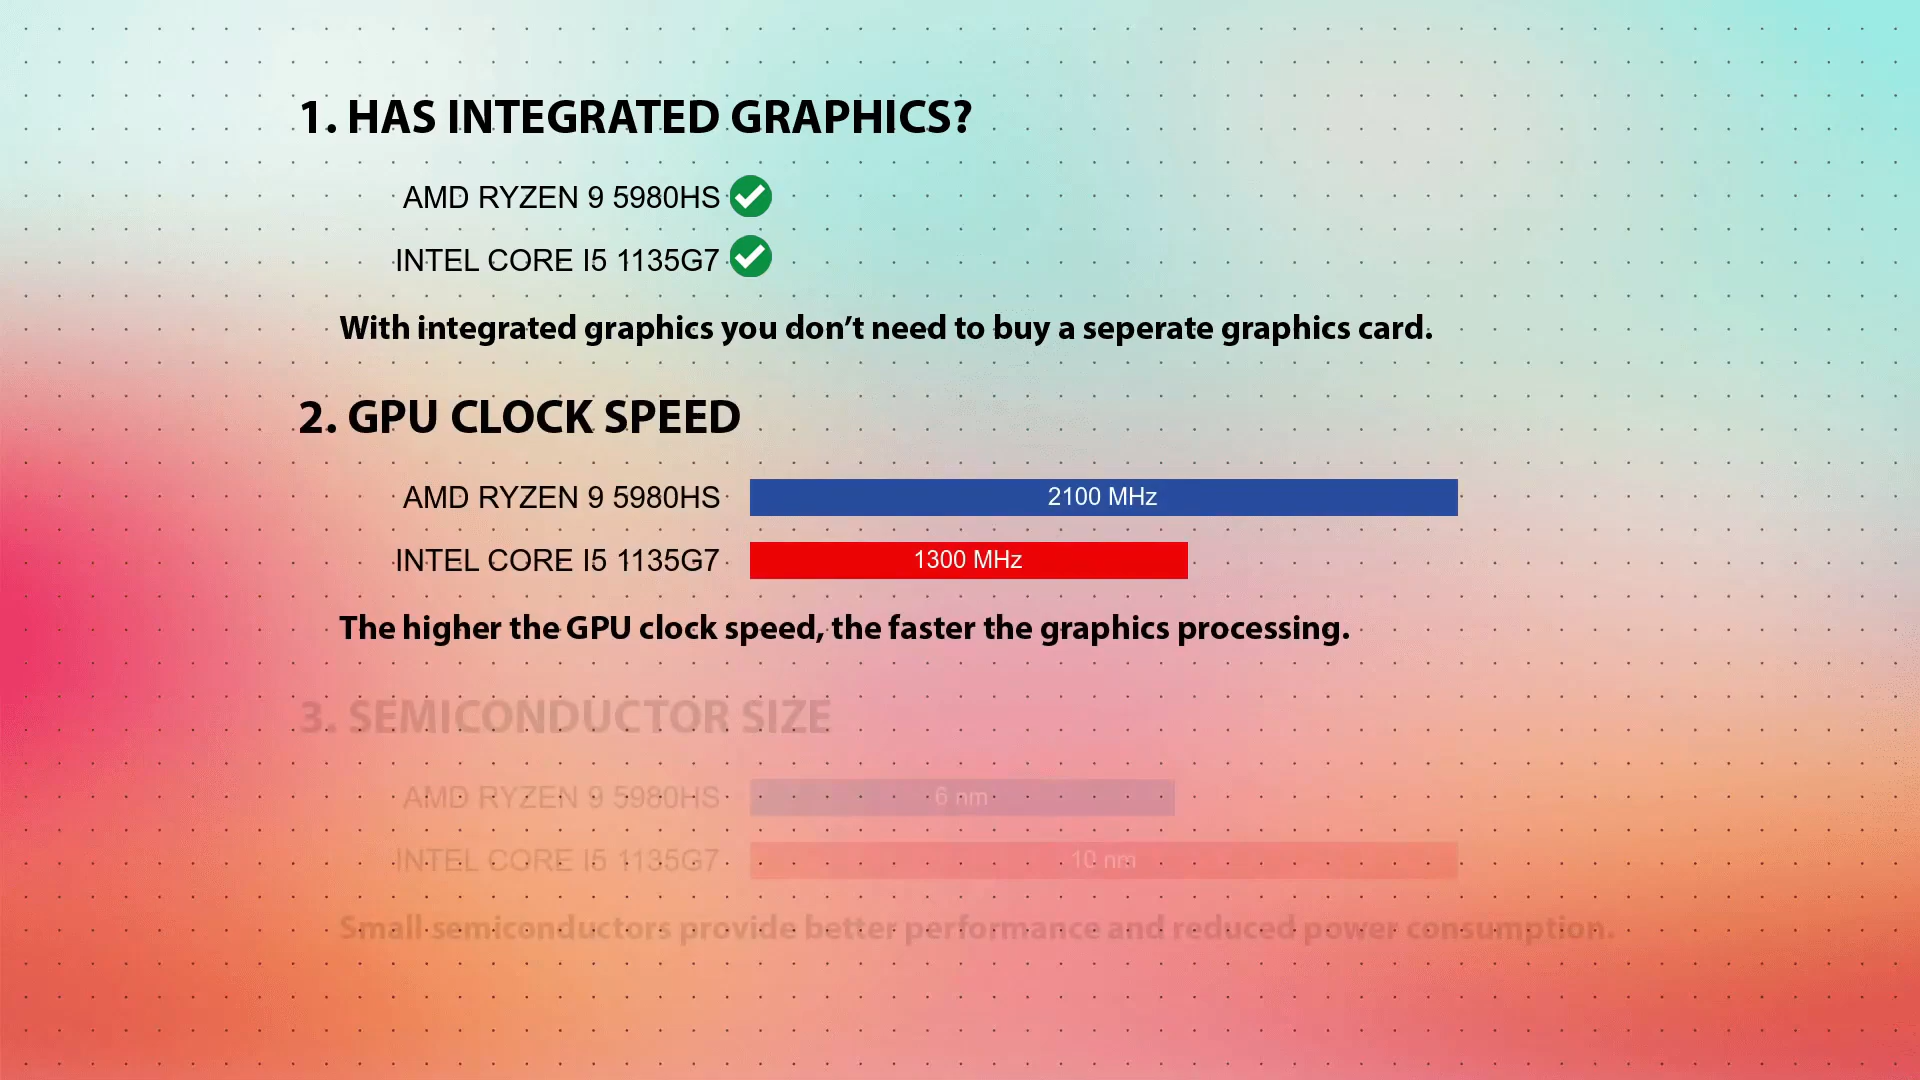 1. HAS INTEGRATED GRAPHICS?
AMD RYZEN 9 5980HS
INTEL CORE I5 1135G7
With integrated graphics you don’t need to buy a seperate graphics card.
2. GPU CLOCK SPEED
AMD RYZEN 9 5980HS 2100 MHz
INTEL CORE I5 1135G7 1300 MHz
The higher the GPU clock speed, the faster the graphics processing.
3. SEMICONDUCTOR SIZE
AMD RYZEN 9 5980HS 6 nm
INTEL CORE I5 1135G7 10 nm
Small semiconductors provide better performance and reduced power consumption.